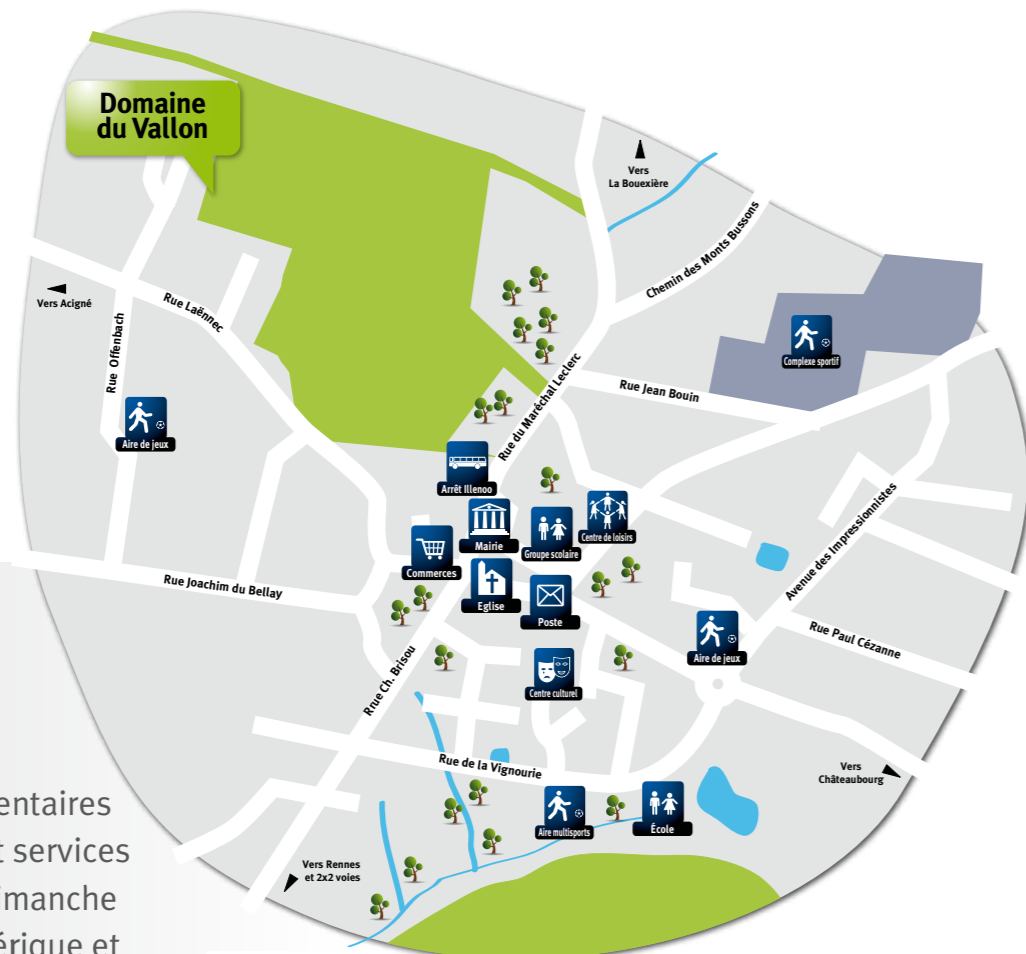 Domaine
du Vallon
Vers
La Bouexière
Chemin des Monts Bussons
Vers Acigné
Rue Laënnec
Rue Offenbach
Complexe sportif
Rue du Maréchal Leclerc
Rue Jean Bouin
Aire de jeux
Arrêt Illenoo
Mairie
Groupe scolaire
Centre de loisirs
Commerces
Avenue des Impressionnistes
Rue Joachim du Bellay
Eglise
Poste
Aire de jeux
Rue Paul Cézanne
Centre culturel
Rrue Ch. Brisou
Rue de la Vignourie
Vers
Châteaubourg
Aire multisports
École
Vers Rennes
et 2x2 voies
entaires
t services
imanche
érique et